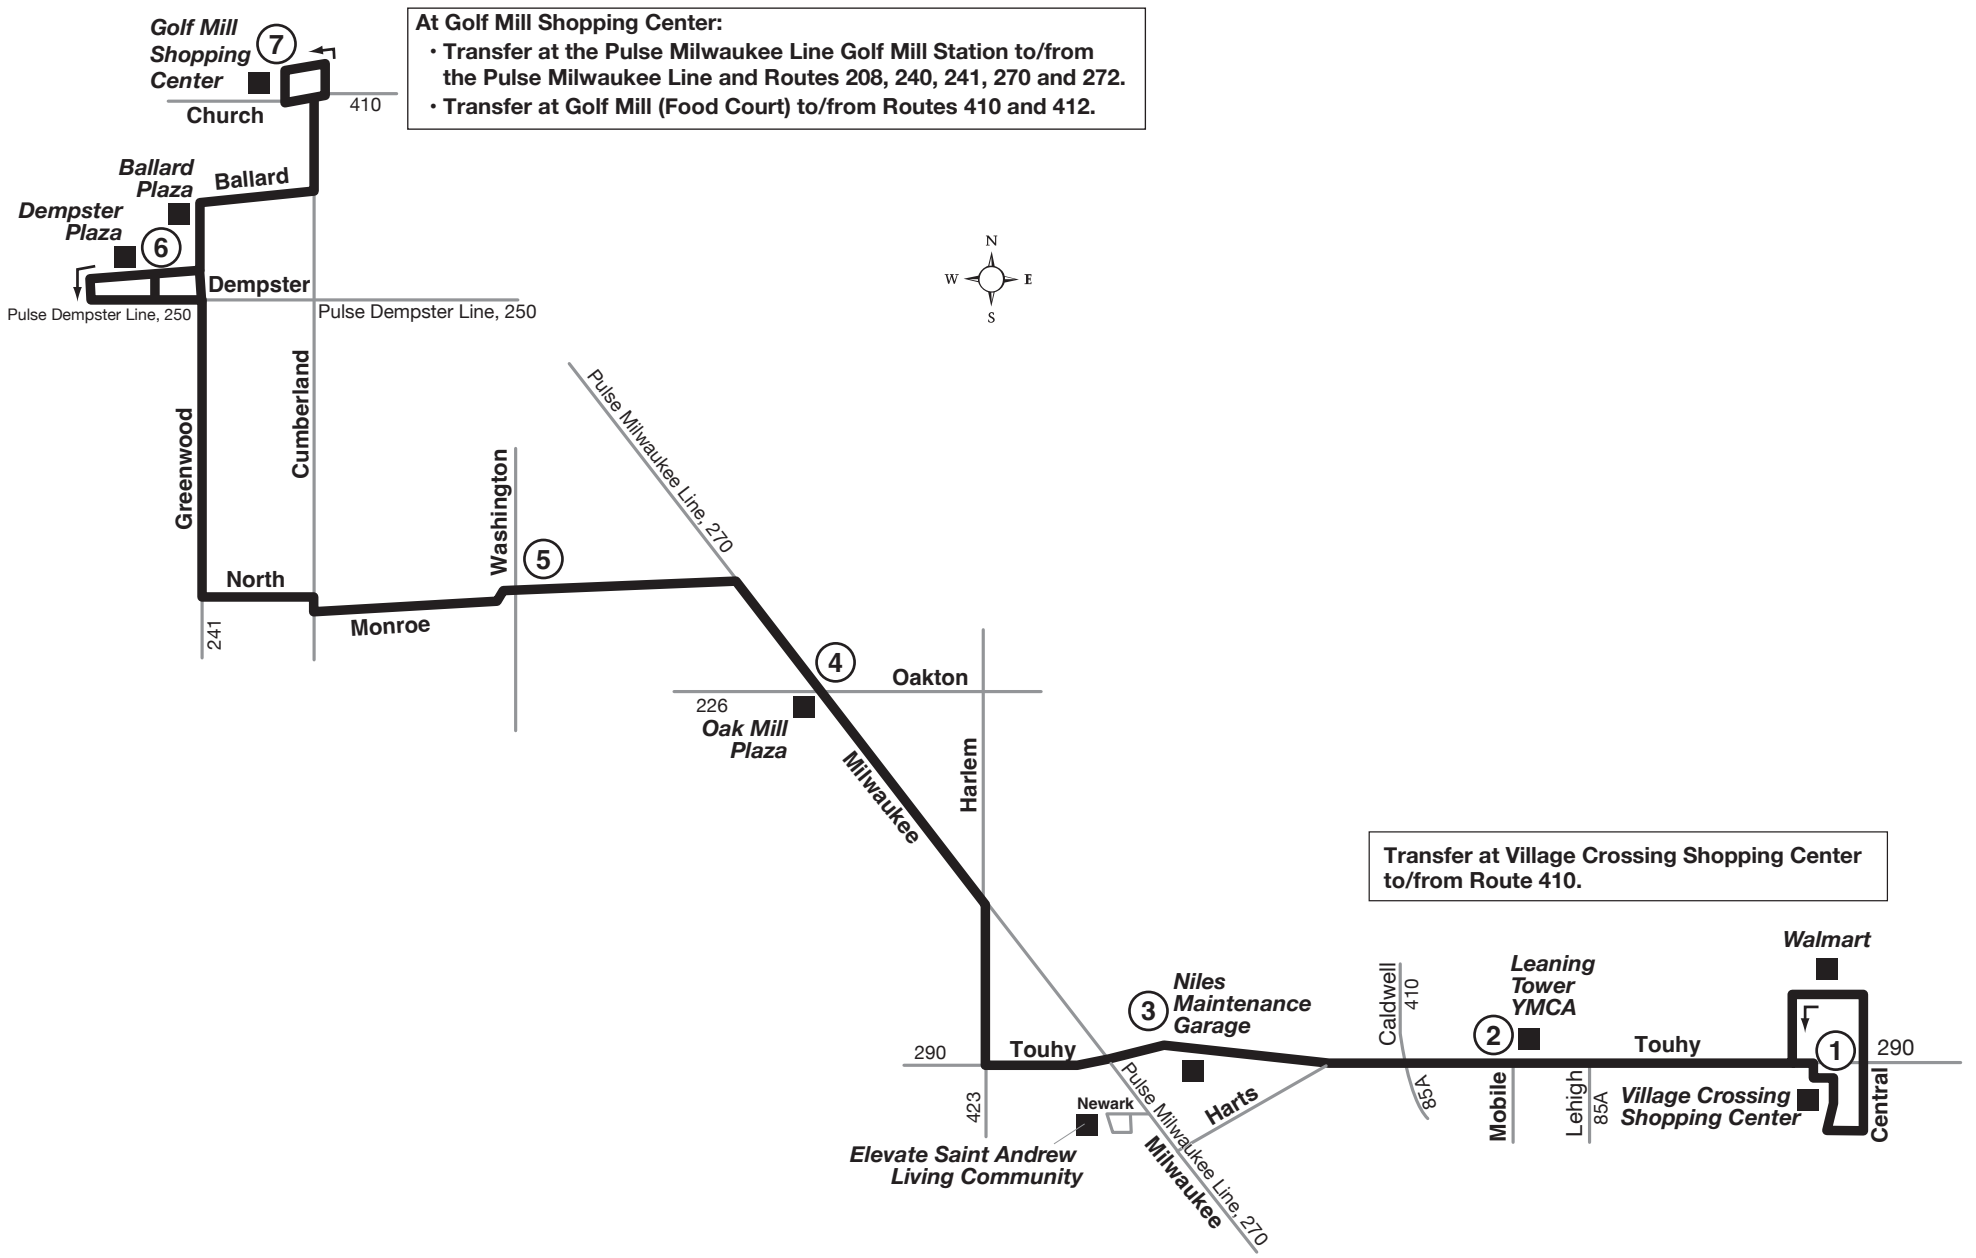 Golf Mill
Shopping
Center
7
Church
410
At Golf Mill Shopping Center:
· Transfer at the Pulse Milwaukee Line Golf Mill Station to/from
the Pulse Milwaukee Line and Routes 208, 240, 241, 270 and 272.
· Transfer at Golf Mill (Food Court) to/from Routes 410 and 412.
Ballard
Plaza
Ballard
Dempster
Plaza
6
Dempster
Pulse Dempster Line, 250
Pulse Dempster Line, 250
N
W
E
S
Greenwood
Cumberland
Washington
Pulse Milwaukee Line, 270
5
North
Monroe
241
4
Oakton
226
Oak Mill
Plaza
Milwaukee
Harlem
Transfer at Village Crossing Shopping Center
to/from Route 410.
Walmart
Leaning
Tower
YMCA
Niles
Maintenance
Garage
3
Caldwell
410
2
1
290
Touhy
Touhy
290
423
Newark
Pulse Milwaukee Line, 270
Milwaukee
Harts
85A
Mobile
Lehigh
85A
Village Crossing
Shopping Center
Central
Elevate Saint Andrew
Living Community